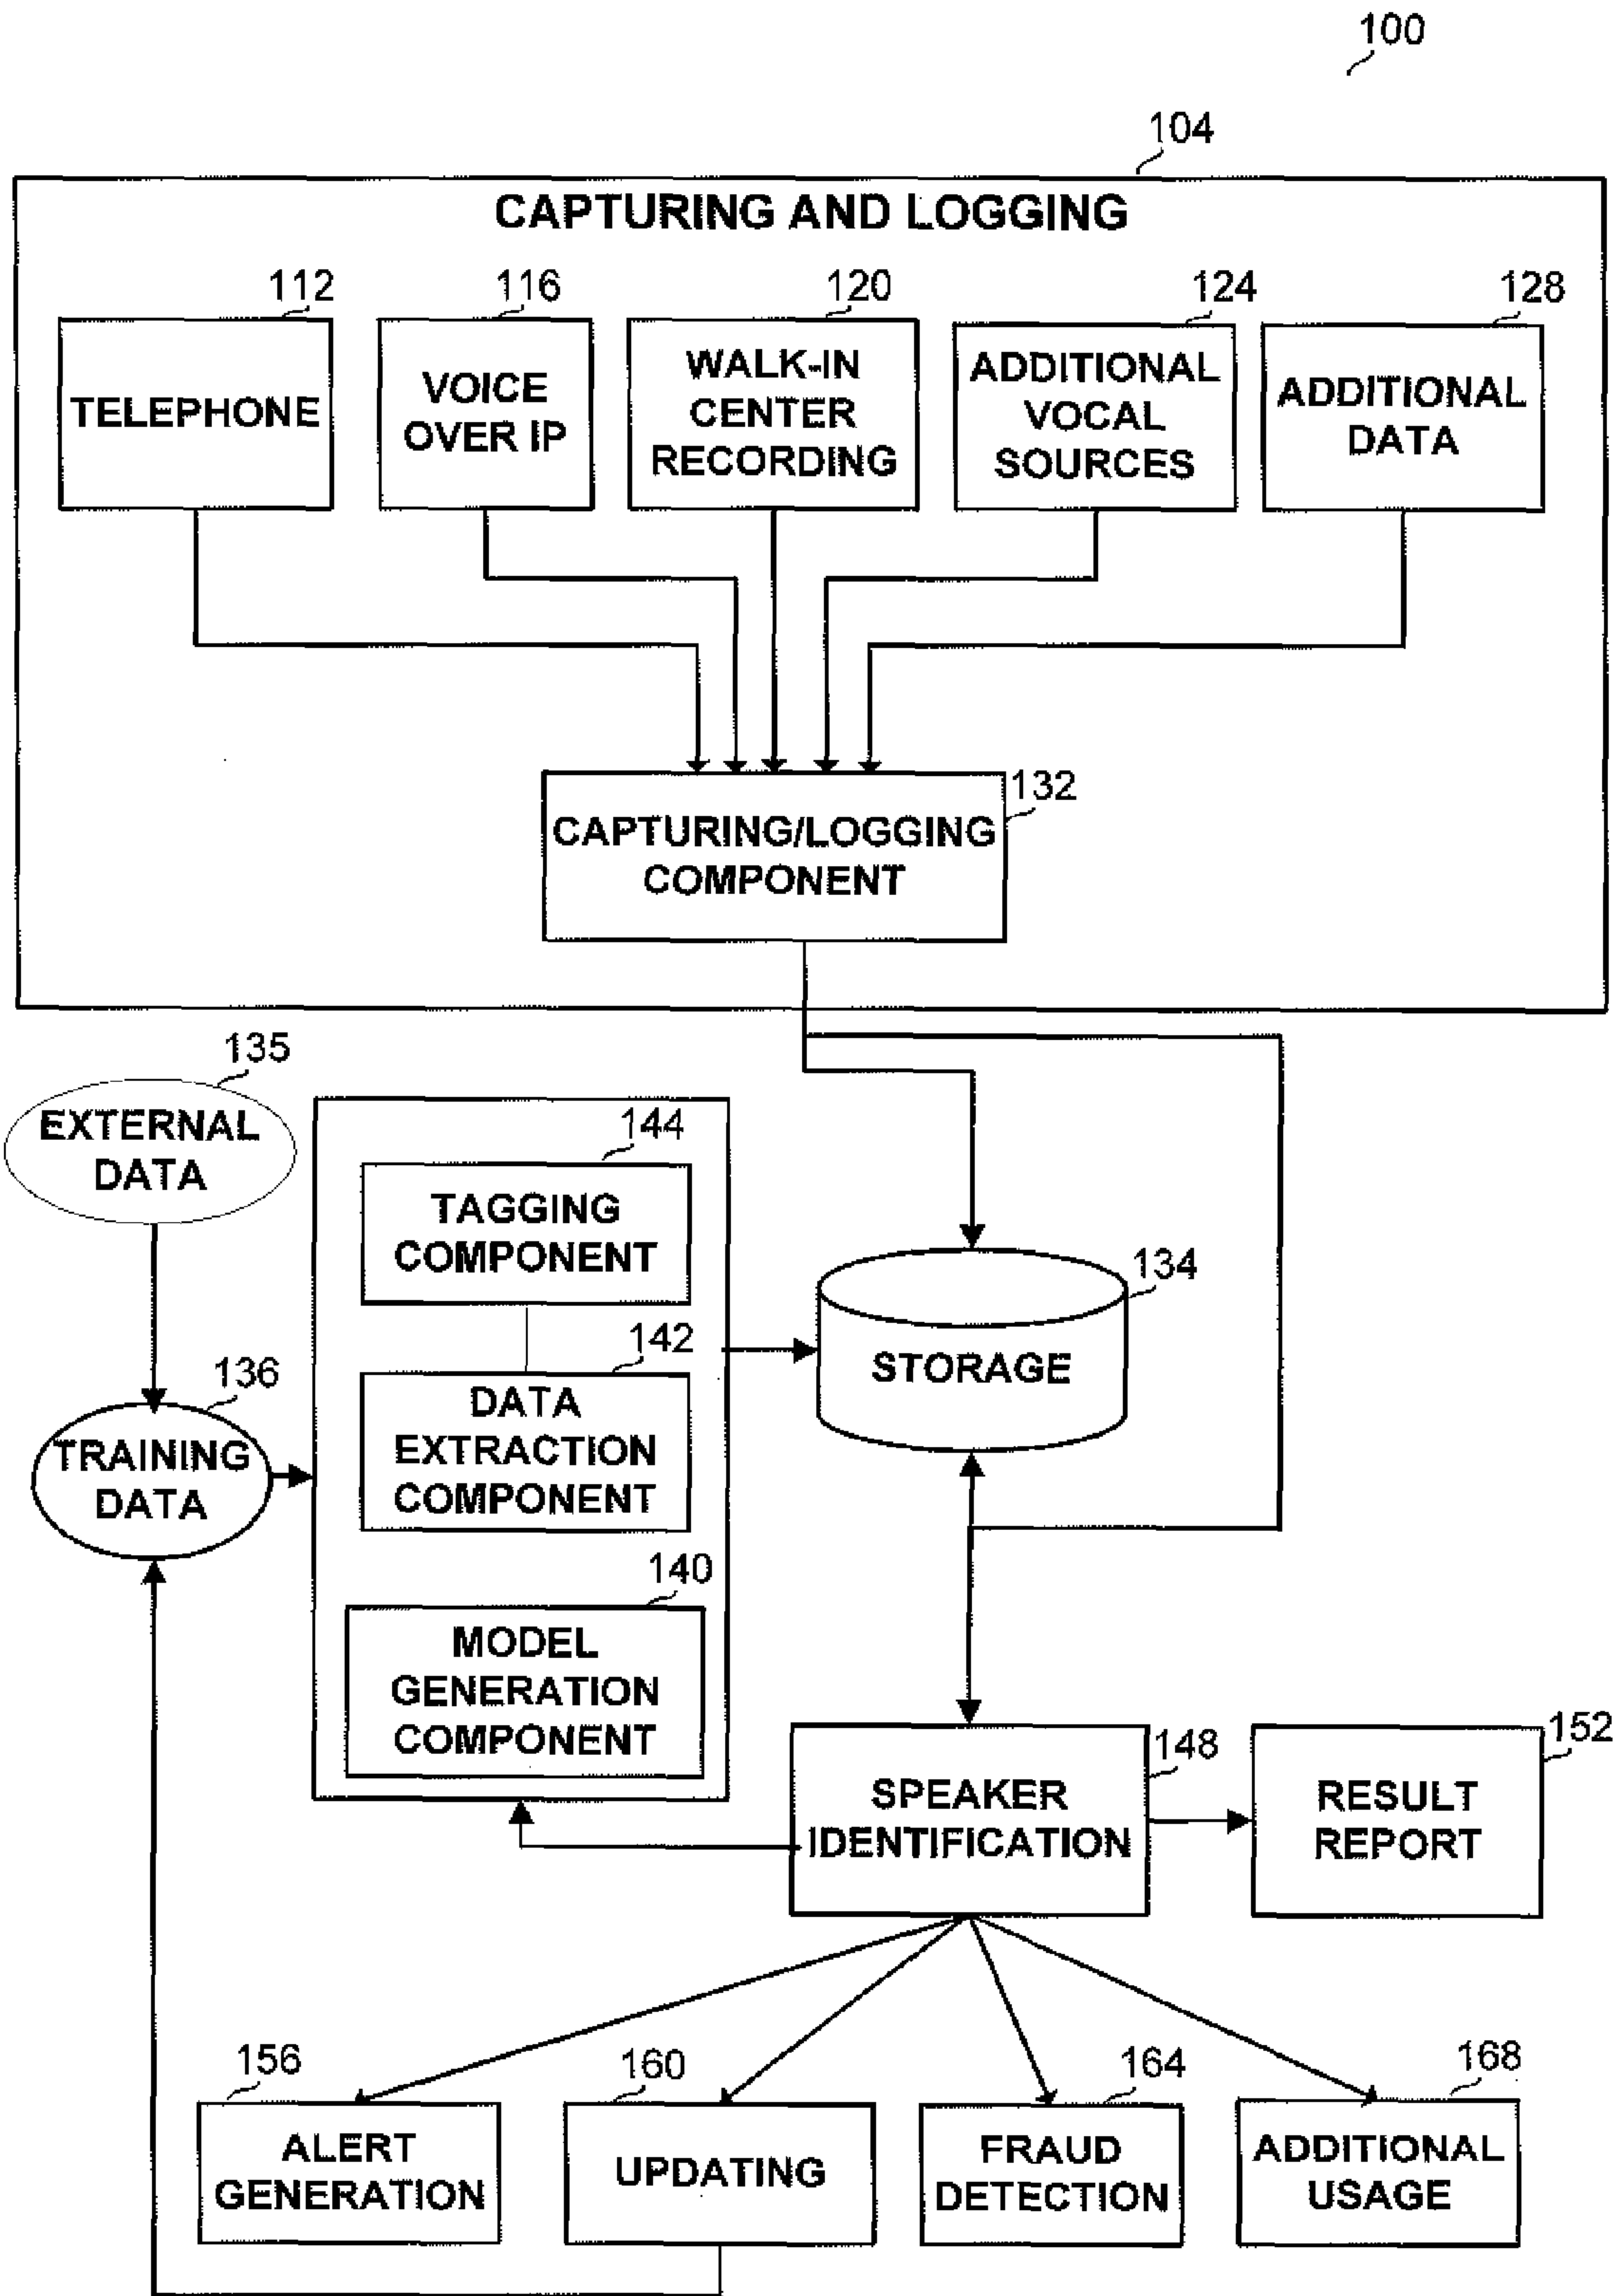 100
104
CAPTURING AND LOGGING
112
116
120
124
128
TELEPHONE
VOICE
OVER IP
WALK-IN
CENTER
RECORDING
ADDITIONAL
VOCAL
SOURCES
ADDITIONAL
DATA
132
CAPTURING/LOGGING
COMPONENT
135
EXTERNAL
DATA
144
TAGGING
COMPONENT
134
STORAGE
142
DATA
EXTRACTION
COMPONENT
136
TRAINING
DATA
140
MODEL
GENERATION
COMPONENT
148
SPEAKER
IDENTIFICATION
152
RESULT
REPORT
156
ALERT
GENERATION
160
UPDATING
164
FRAUD
DETECTION
168
ADDITIONAL
USAGE